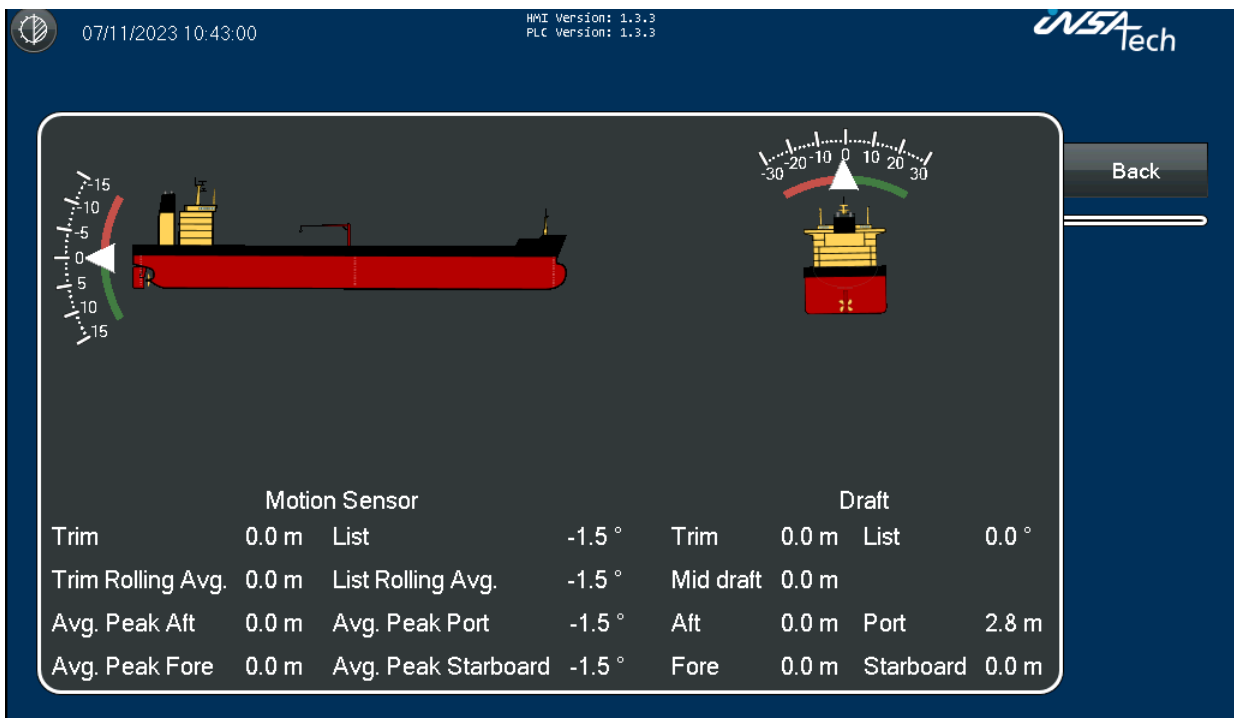 07/11/2023 10:43:00
HMI Version: 1.3.3
PLC Version: 1.3.3
iNSATech
Back
-15
-10
-5
0
5
10
15
-30 -20 -10 0 10 20 30
Motion Sensor
Draft
Trim 0.0 m List -1.5 ° Trim 0.0 m List 0.0 °
Trim Rolling Avg. 0.0 m List Rolling Avg. -1.5 ° Mid draft 0.0 m
Avg. Peak Aft 0.0 m Avg. Peak Port -1.5 ° Aft 0.0 m Port 2.8 m
Avg. Peak Fore 0.0 m Avg. Peak Starboard -1.5 ° Fore 0.0 m Starboard 0.0 m